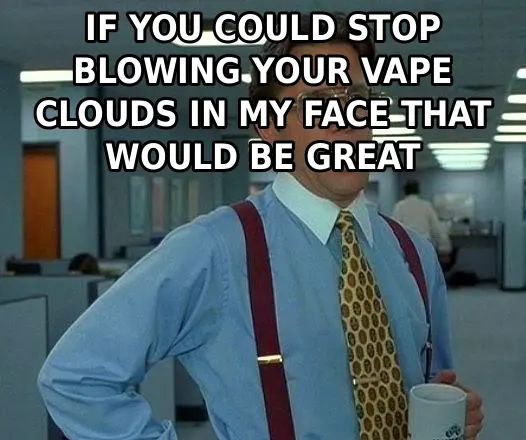 IF YOU COULD STOP
BLOWING YOUR VAPE
CLOUDS IN MY FACE THAT
WOULD BE GREAT